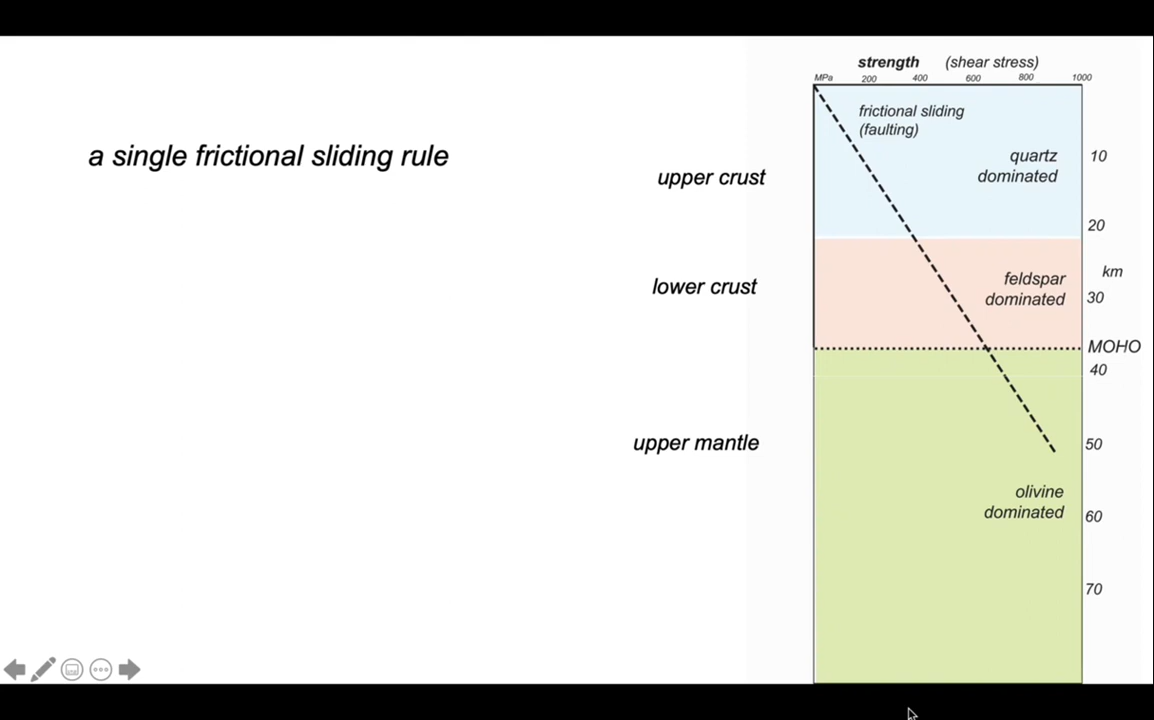 strength (shear stress)
MPa 200 400 600 800 1000
frictional sliding
(faulting)
a single frictional sliding rule
quartz
dominated
10
upper crust
20
km
feldspar
dominated
lower crust
30
MOHO
40
upper mantle
50
olivine
dominated
60
70